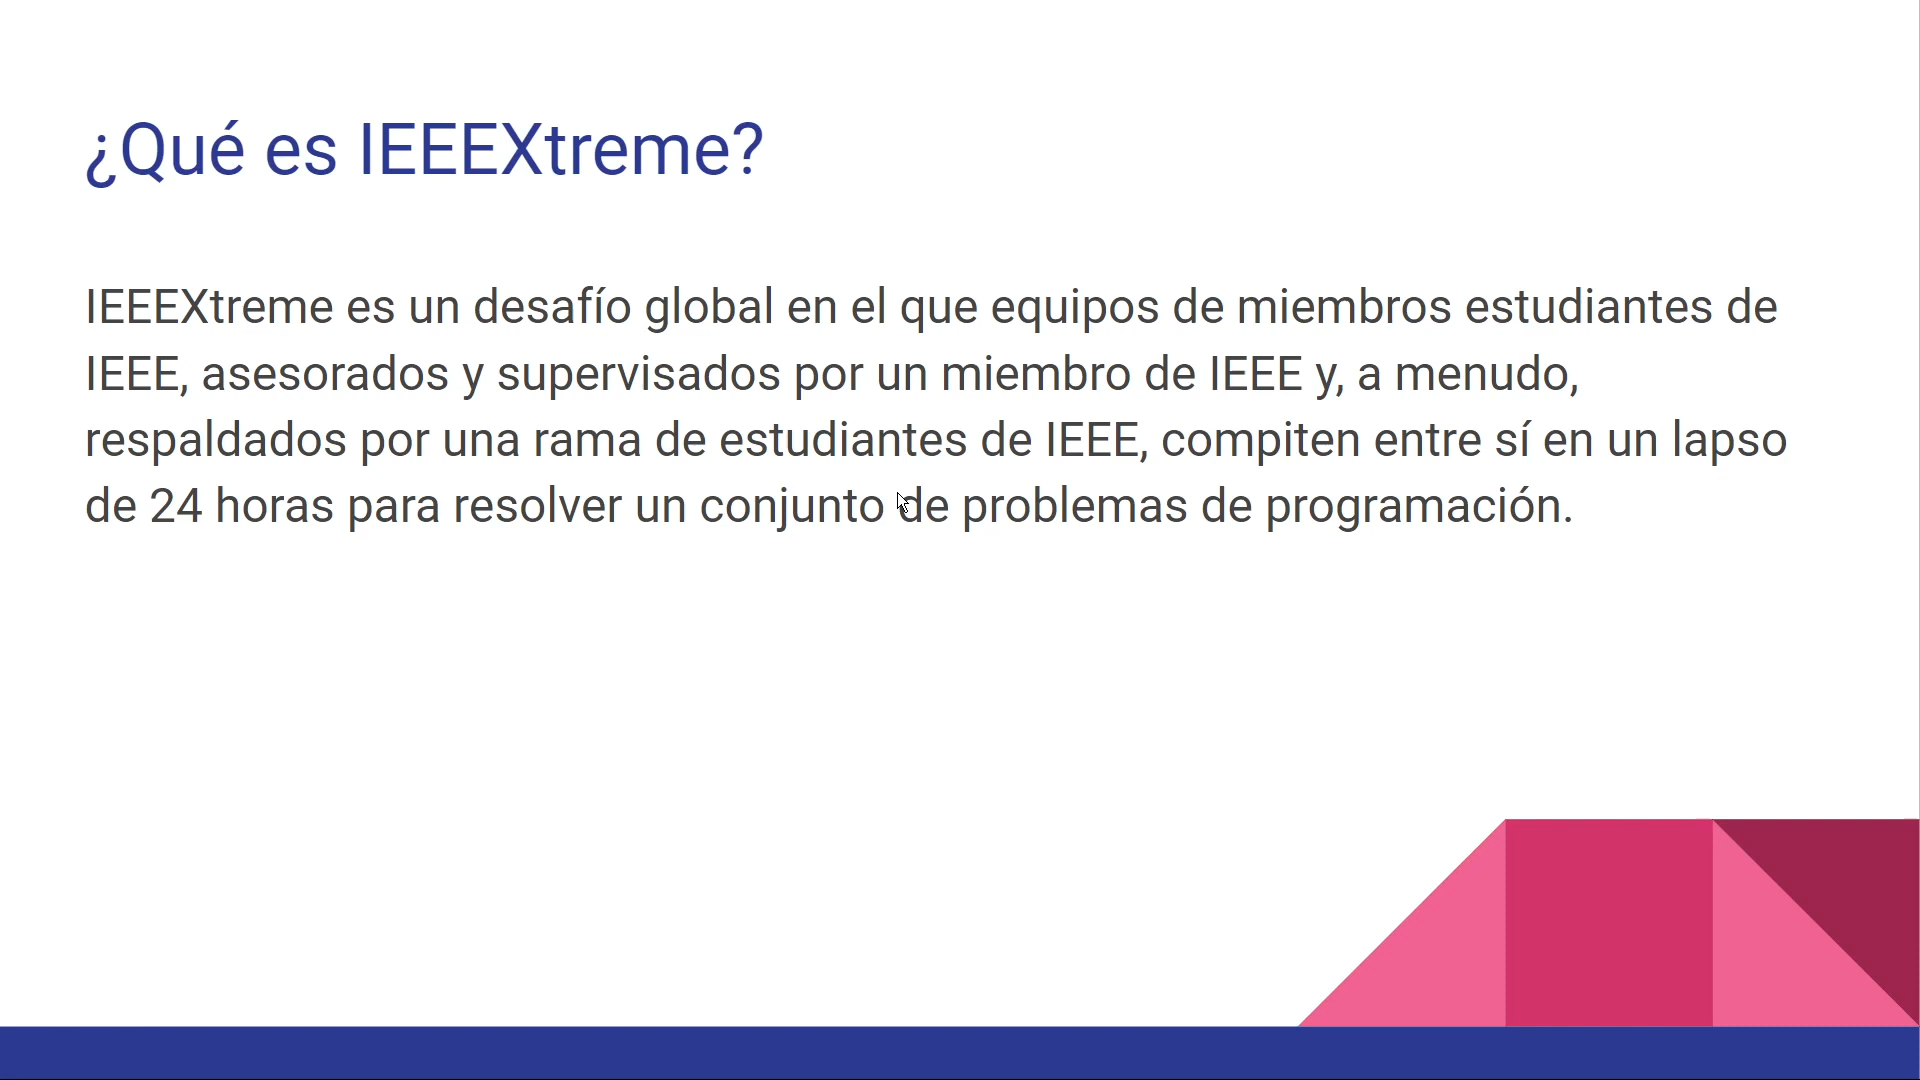 ¿Qué es IEEEXtreme?
IEEEXtreme es un desafío global en el que equipos de miembros estudiantes de
IEEE, asesorados y supervisados por un miembro de IEEE y, a menudo,
respaldados por una rama de estudiantes de IEEE, compiten entre sí en un lapso
de 24 horas para resolver un conjunto de problemas de programación.